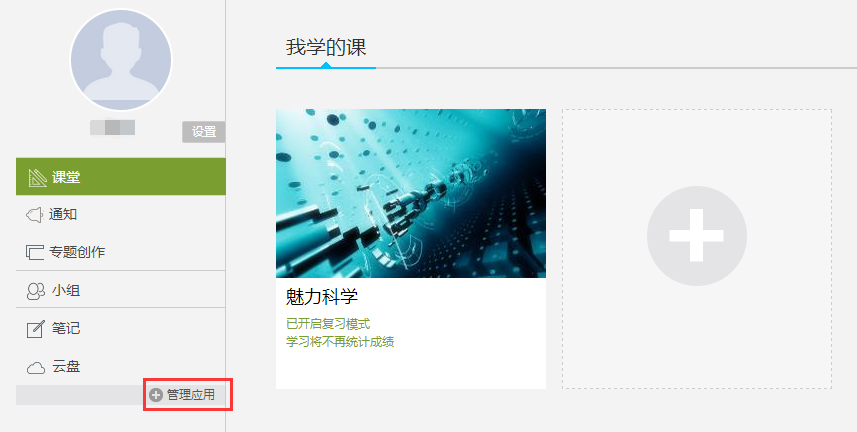 设置
课堂
通知
专题创作
小组
笔记
云盘
管理应用
我学的课
魅力科学
已开启复习模式
学习将不再统计成绩